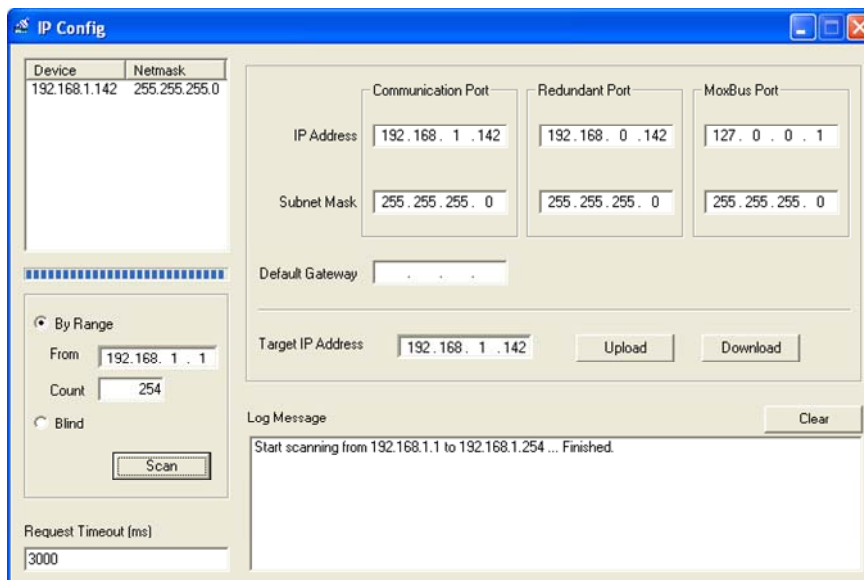 IP Config
Device Netmask
192.168.1.142 255.255.255.0
Communication Port Redundant Port MoxBus Port
IP Address 192.168. 1 .142 192.168. 0 .142 127. 0 . 0 . 1
Subnet Mask 255.255.255. 0 255.255.255. 0 255.255.255. 0
Default Gateway . . .
Target IP Address 192.168. 1 .142 Upload Download
By Range
From 192.168. 1 . 1
Count 254
Blind
Scan
Request Timeout (ms)
3000
Log Message Clear
Start scanning from 192.168.1.1 to 192.168.1.254 ... Finished.